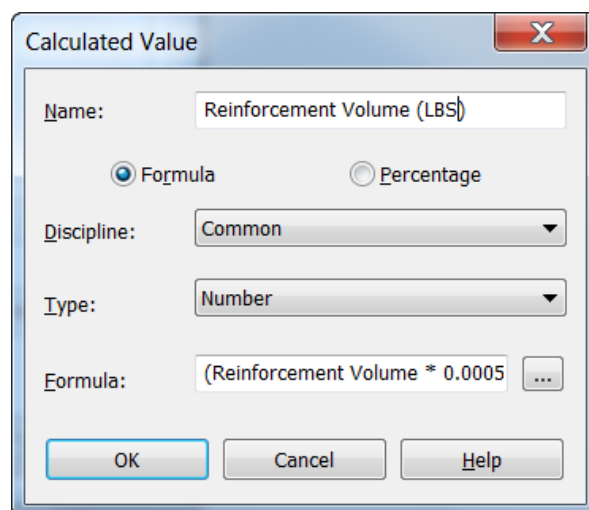 Calculated Value
Name: Reinforcement Volume (LBS)
Formula Percentage
Discipline: Common
Type: Number
Formula: (Reinforcement Volume * 0.0005 ...
OK Cancel Help